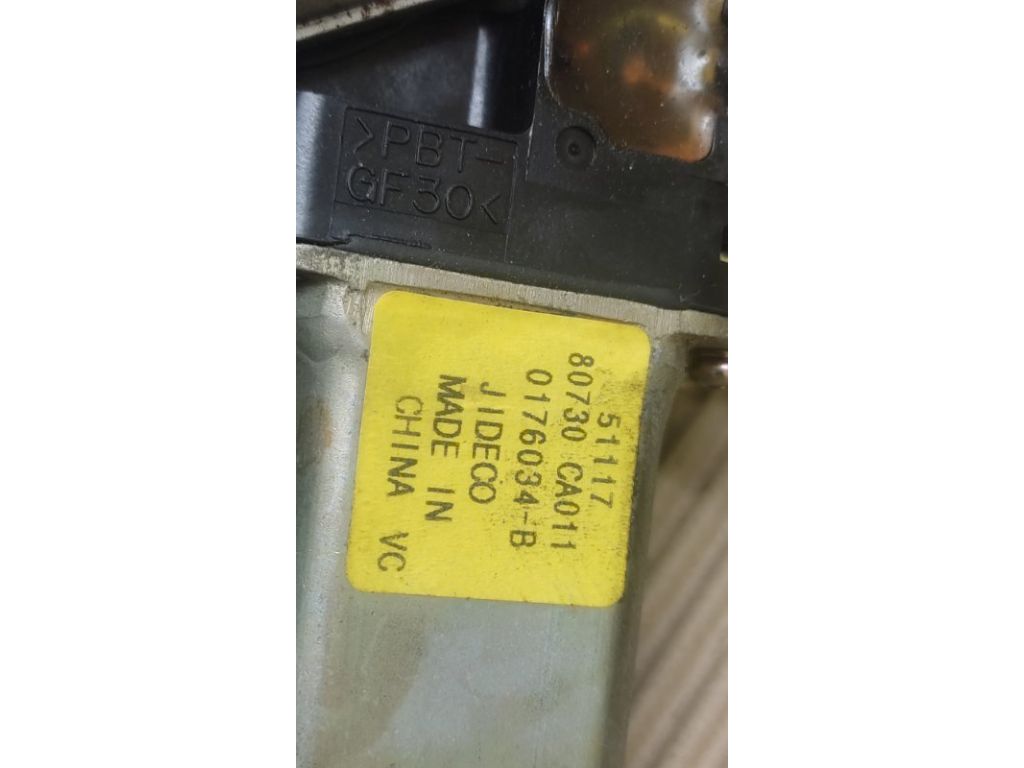 >PBT-
GF30<
51117
80730 CA011
0176034-B
JIDECO
MADE IN
CHINA VC